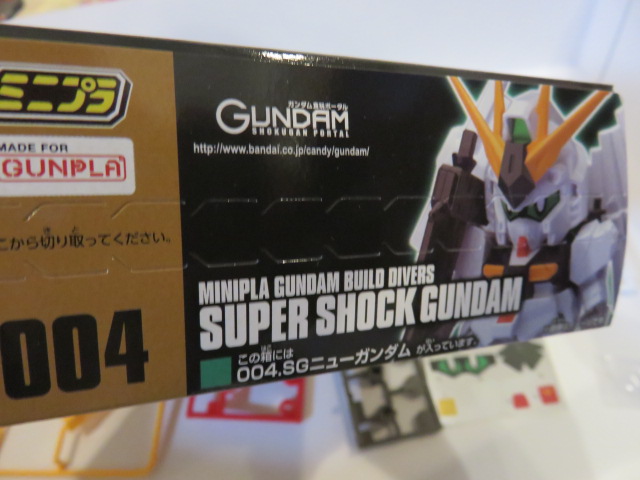 ミニプラ
MADE FOR
GUNPLA
こから切り取ってください。
004
ガンダム食玩ポータル
GUNDAM
SHOKUGAN PORTAL
http://www.bandai.co.jp/candy/gundam/
MINIPLA GUNDAM BUILD DIVERS
SUPER SHOCK GUNDAM
この箱には
004.SGニューガンダム が入っています。